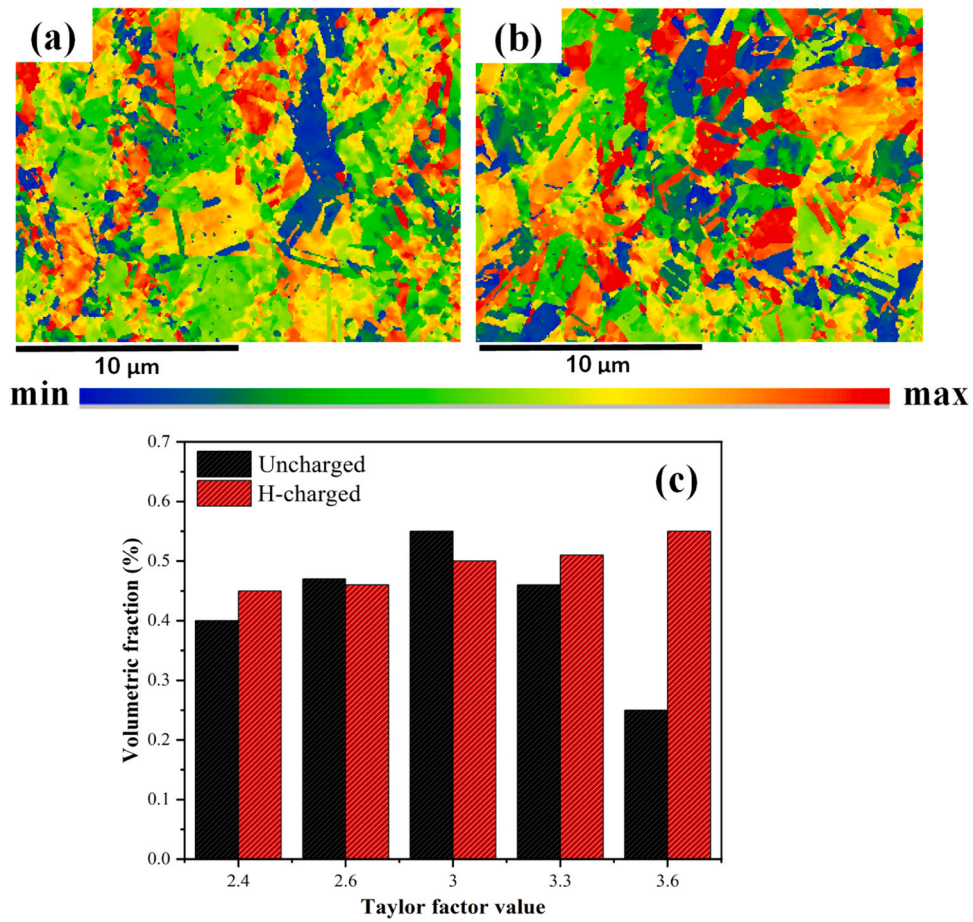 (a)
(b)
10 µm
10 µm
min
max
0.7
0.6
0.5
0.4
0.3
0.2
0.1
0.0
Volumetric fraction (%)
Uncharged
H-charged
(c)
2.4
2.6
3
3.3
3.6
Taylor factor value